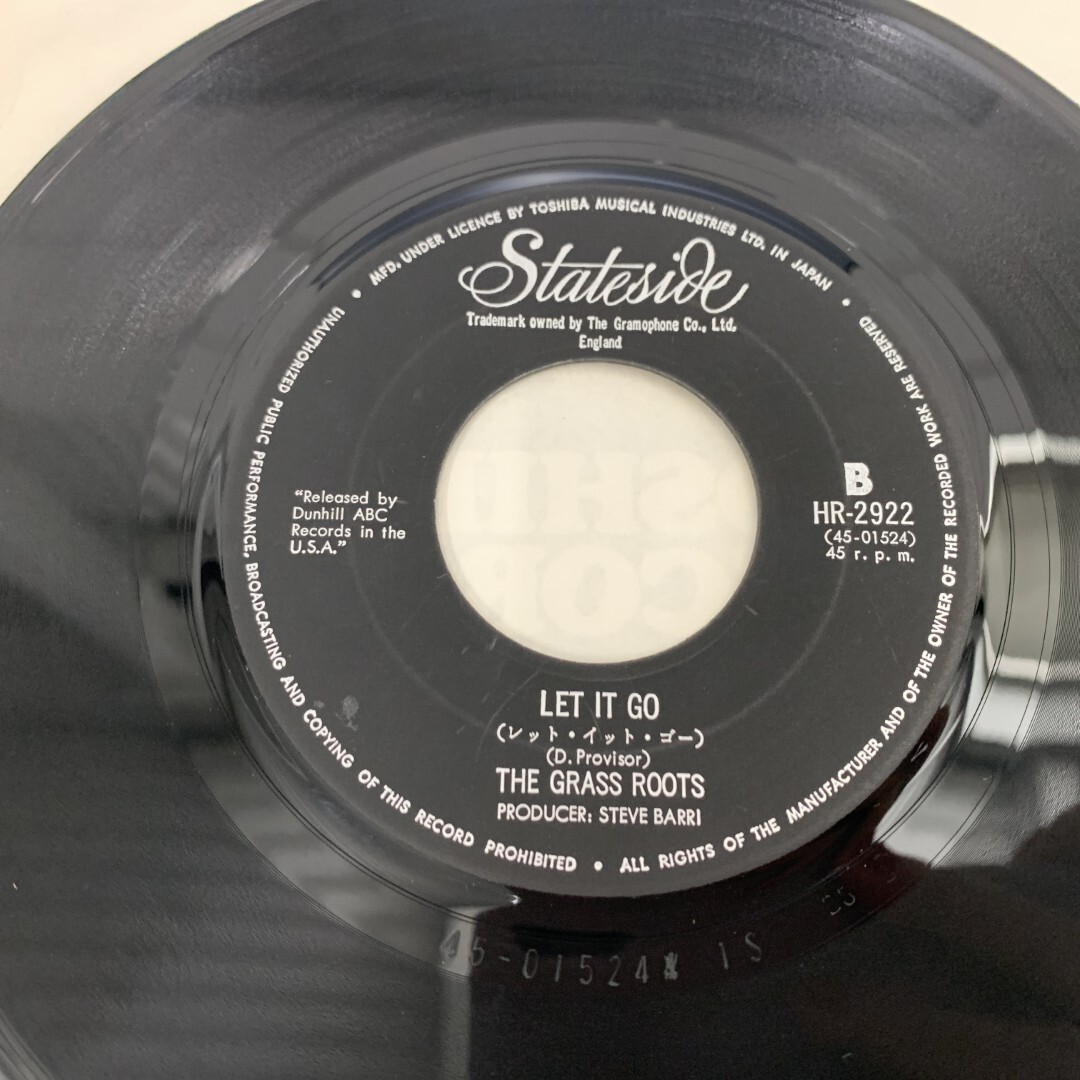 • MFD. UNDER LICENCE BY TOSHIBA MUSICAL INDUSTRIES LTD. IN JAPAN •
Stateside
Trademark owned by The Gramophone Co., Ltd.
England
"Released by
Dunhill ABC
Records in the
U.S.A."
B
HR-2922
(45-01524)
45 r. p. m.
LET IT GO
(レット・イット・ゴー)
(D. Provisor)
THE GRASS ROOTS
PRODUCER: STEVE BARRI
UNAUTHORIZED PUBLIC PERFORMANCE, BROADCASTING AND COPYING OF THIS RECORD PROHIBITED • ALL RIGHTS OF THE MANUFACTURER AND OF THE OWNER OF THE RECORDED WORK ARE RESERVED
45-01524 1S